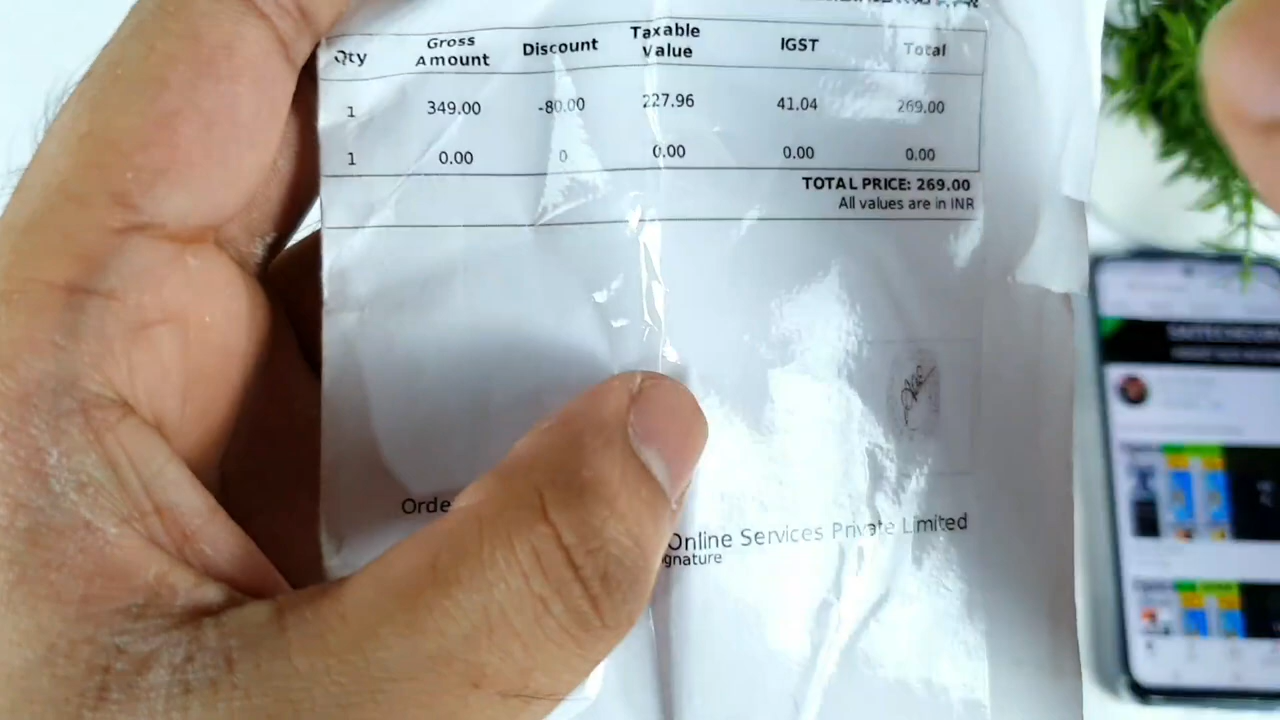 Qty Gross Amount Discount Taxable Value IGST Total
1 349.00 -80.00 227.96 41.04 269.00
1 0.00 0 0.00 0.00 0.00
TOTAL PRICE: 269.00
All values are in INR
Orde
Online Services Private Limited
gnature